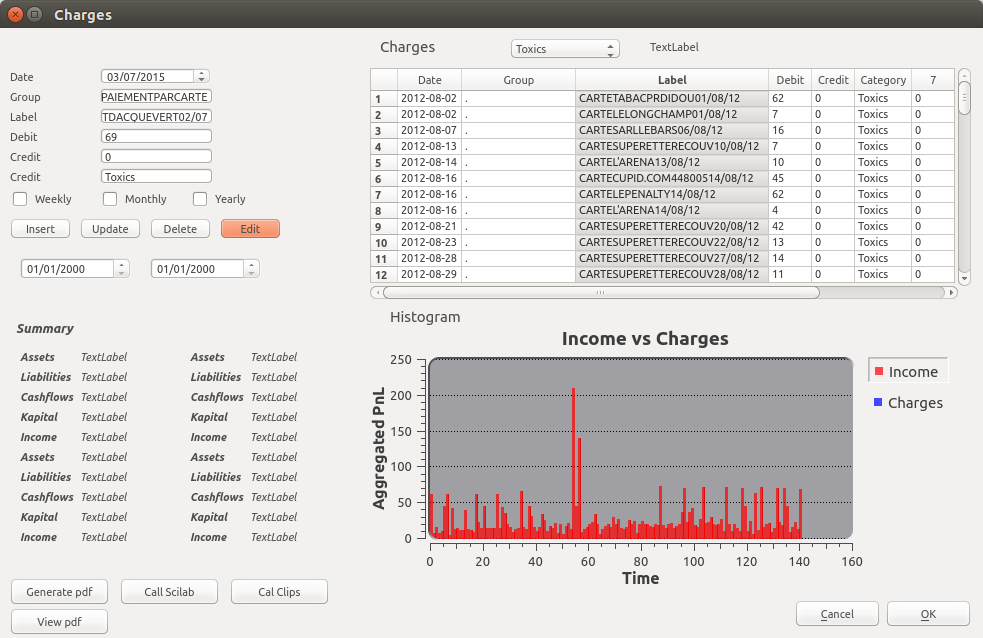 Charges
Charges Toxics TextLabel
Date 03/07/2015
Group PAIEMENTPARCARTE
Label TDACQUEVERT02/07
Debit 69
Credit 0
Credit Toxics
Weekly Monthly Yearly
Insert Update Delete Edit
01/01/2000 01/01/2000
Date Group Label Debit Credit Category 7
1 2012-08-02 . CARTETABACPRDIDOU01/08/12 62 0 Toxics 0
2 2012-08-02 . CARTELELONGCHAMP01/08/12 7 0 Toxics 0
3 2012-08-07 . CARTESARLLEBARS06/08/12 16 0 Toxics 0
4 2012-08-13 . CARTESUPERETTERECOUV10/08/12 7 0 Toxics 0
5 2012-08-14 . CARTEL'ARENA13/08/12 10 0 Toxics 0
6 2012-08-16 . CARTECUPID.COM44800514/08/12 45 0 Toxics 0
7 2012-08-16 . CARTELEPENALTY14/08/12 62 0 Toxics 0
8 2012-08-16 . CARTEL'ARENA14/08/12 4 0 Toxics 0
9 2012-08-21 . CARTESUPERETTERECOUV20/08/12 42 0 Toxics 0
10 2012-08-23 . CARTESUPERETTERECOUV22/08/12 13 0 Toxics 0
11 2012-08-28 . CARTESUPERETTERECOUV27/08/12 14 0 Toxics 0
12 2012-08-29 . CARTESUPERETTERECOUV28/08/12 11 0 Toxics 0
Summary
Assets TextLabel Assets TextLabel
Liabilities TextLabel Liabilities TextLabel
Cashflows TextLabel Cashflows TextLabel
Kapital TextLabel Kapital TextLabel
Income TextLabel Income TextLabel
Assets TextLabel Assets TextLabel
Liabilities TextLabel Liabilities TextLabel
Cashflows TextLabel Cashflows TextLabel
Kapital TextLabel Kapital TextLabel
Income TextLabel Income TextLabel
Histogram
Income vs Charges
Aggregated PnL
250
200
150
100
50
0
0 20 40 60 80 100 120 140 160
Time
Income
Charges
Generate pdf Call Scilab Cal Clips
View pdf
Cancel OK